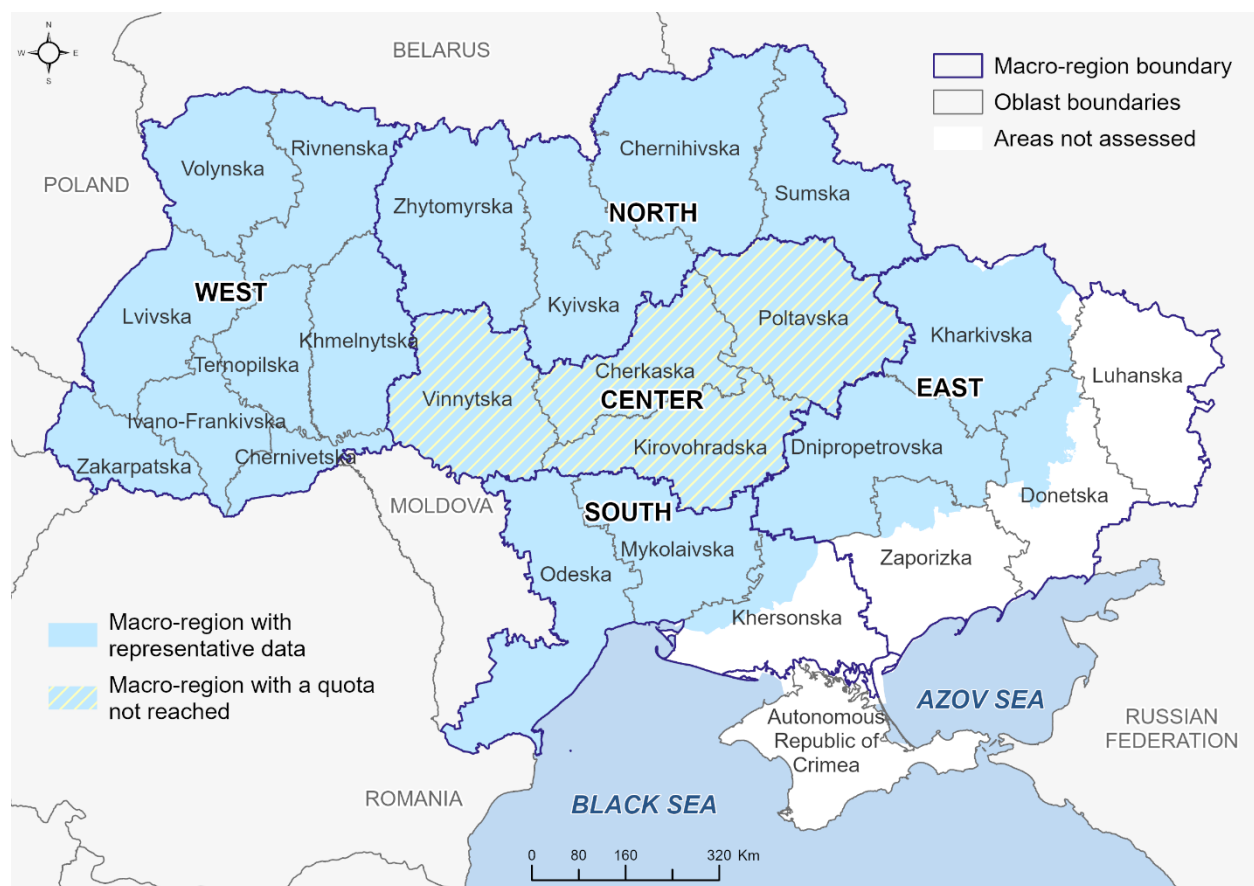 N
W
E
S
BELARUS
Macro-region boundary
Oblast boundaries
Areas not assessed
POLAND
Volynska
Rivnenska
Zhytomyrska
Chernihivska
NORTH
Sumska
WEST
Lvivska
Ternopilska
Khmelnytska
Kyivska
Poltavska
Kharkivska
Luhanska
Vinnytska
Cherkaska
CENTER
EAST
Kirovohradska
Dnipropetrovska
Ivano-Frankivska
Zakarpatska
Chernivetska
MOLDOVA
SOUTH
Donetska
Odeska
Mykolaivska
Zaporizka
Khersonska
Macro-region with
representative data
Macro-region with a quota
not reached
Autonomous
Republic of
Crimea
AZOV SEA
RUSSIAN
FEDERATION
ROMANIA
BLACK SEA
0 80 160 320 Km